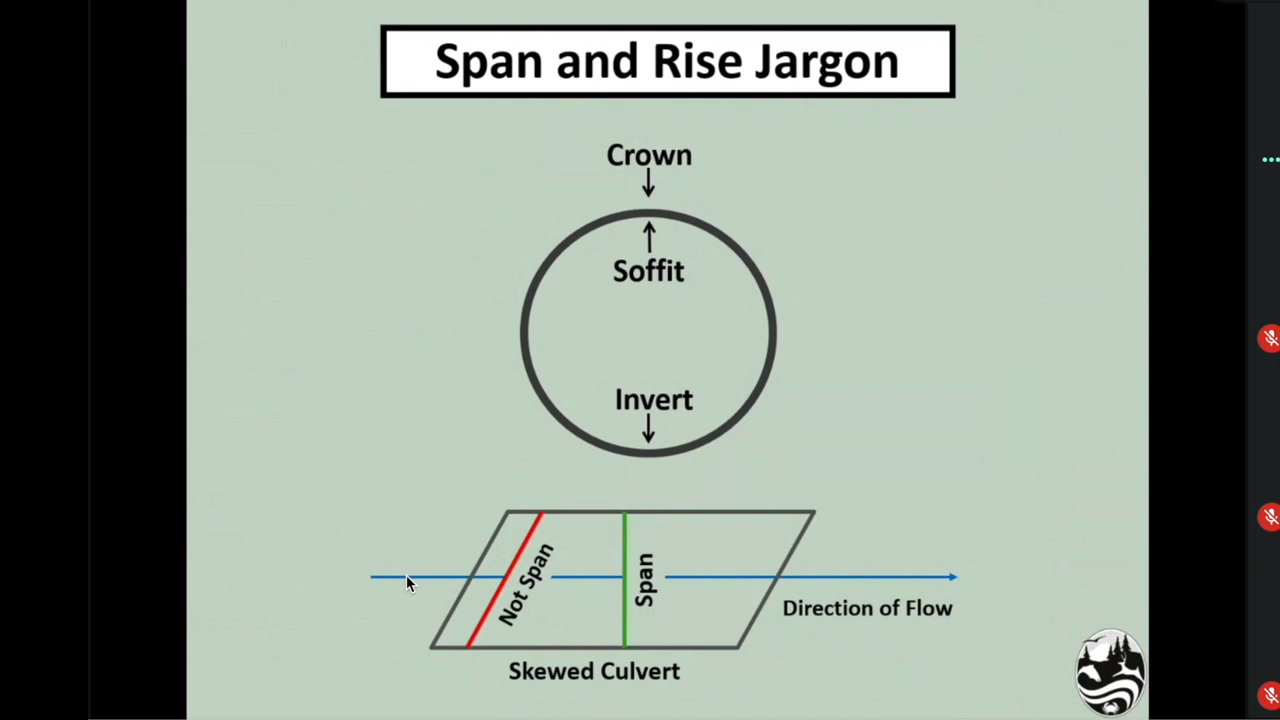 Span and Rise Jargon
Crown
Soffit
Invert
Not Span
Span
Direction of Flow
Skewed Culvert